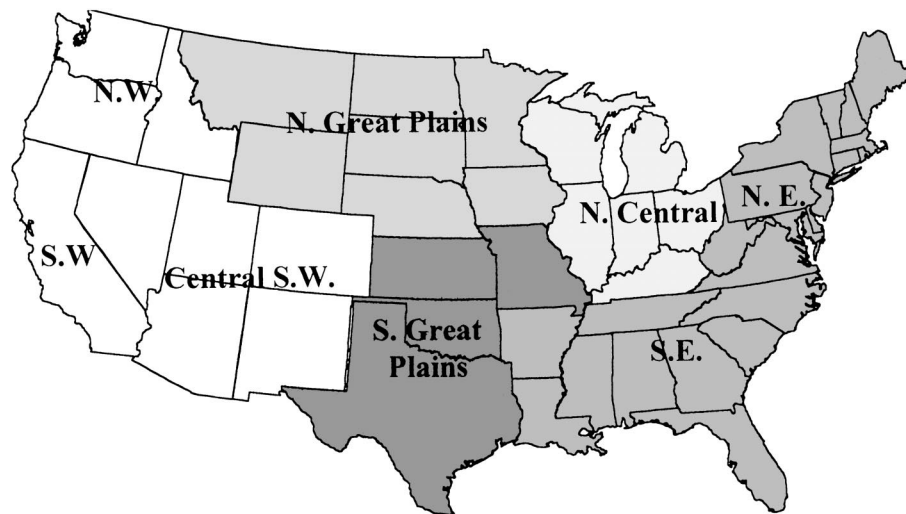 N.W.
N. Great Plains
N. Central
N. E.
S.W
Central S.W.
S. Great
Plains
S.E.